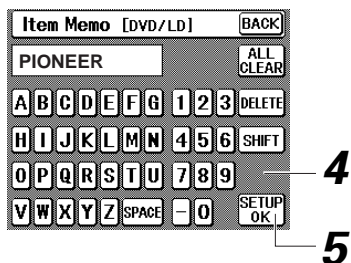 Item Memo [DVD/LD] BACK
PIONEER ALL CLEAR
A B C D E F G 1 2 3 DELETE
H I J K L M N 4 5 6 SHIFT
O P Q R S T U 7 8 9 4
V W X Y Z SPACE - 0 SETUP OK
5